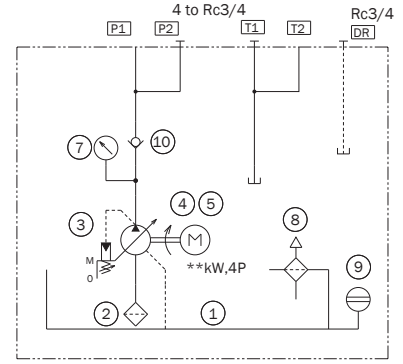 4 to Rc3/4
Rc3/4
P1 P2 T1 T2 DR
7 10
4 5
3
M
**kW,4P
M
0
8
9
2 1